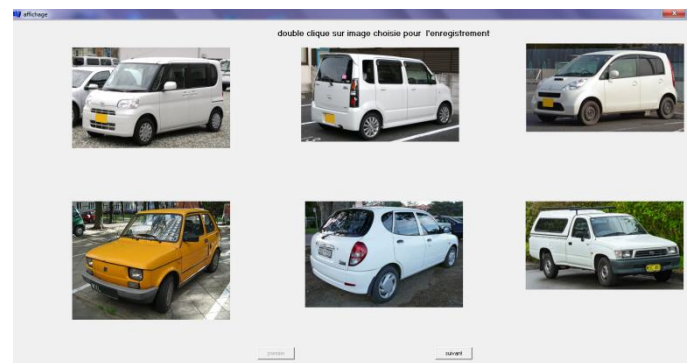 affichage
double clique sur image choisie pour l'enregistrement
suivant